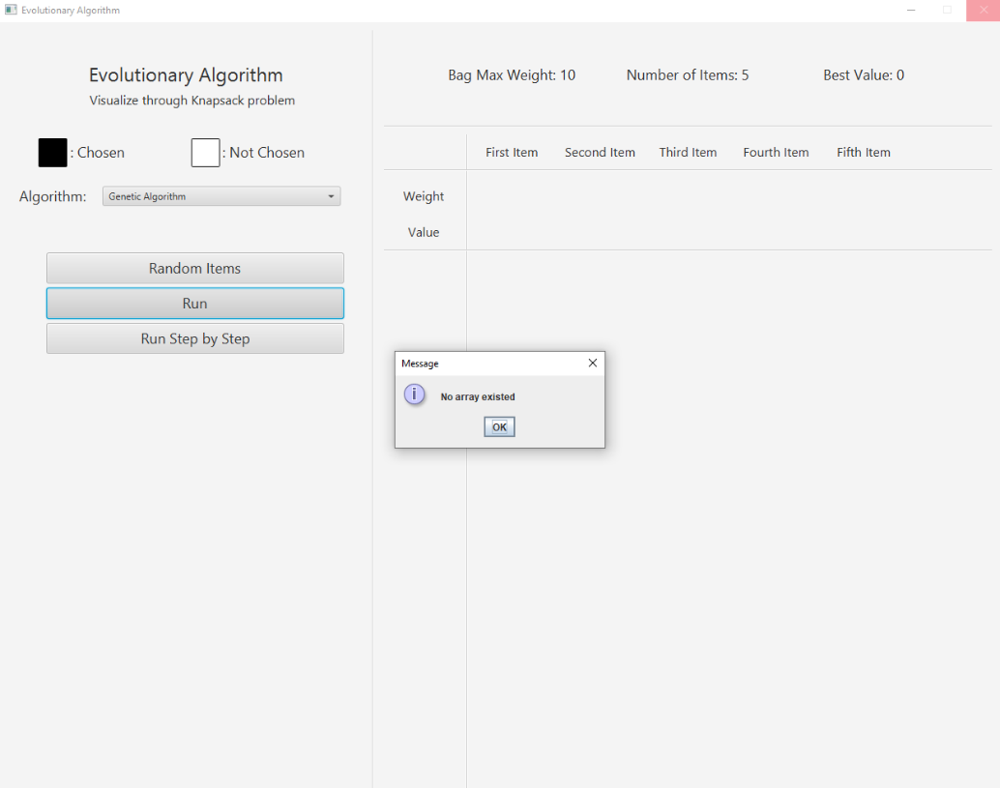 Evolutionary Algorithm
Evolutionary Algorithm
Visualize through Knapsack problem
: Chosen
: Not Chosen
Algorithm:
Genetic Algorithm
Random Items
Run
Run Step by Step
Bag Max Weight: 10
Number of Items: 5
Best Value: 0
First Item
Second Item
Third Item
Fourth Item
Fifth Item
Weight
Value
Message
i
No array existed
OK